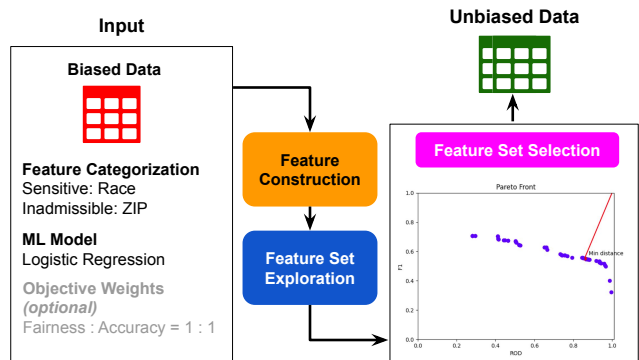 Input
Unbiased Data
Biased Data
Feature Categorization
Sensitive: Race
Inadmissible: ZIP
ML Model
Logistic Regression
Objective Weights
(optional)
Fairness : Accuracy = 1 : 1
Feature
Construction
Feature Set
Exploration
Feature Set Selection
Pareto Front
1.0
0.8
0.6
0.4
0.2
0.0
F1
Min distance
0.0
0.2
0.4
0.6
0.8
1.0
ROD